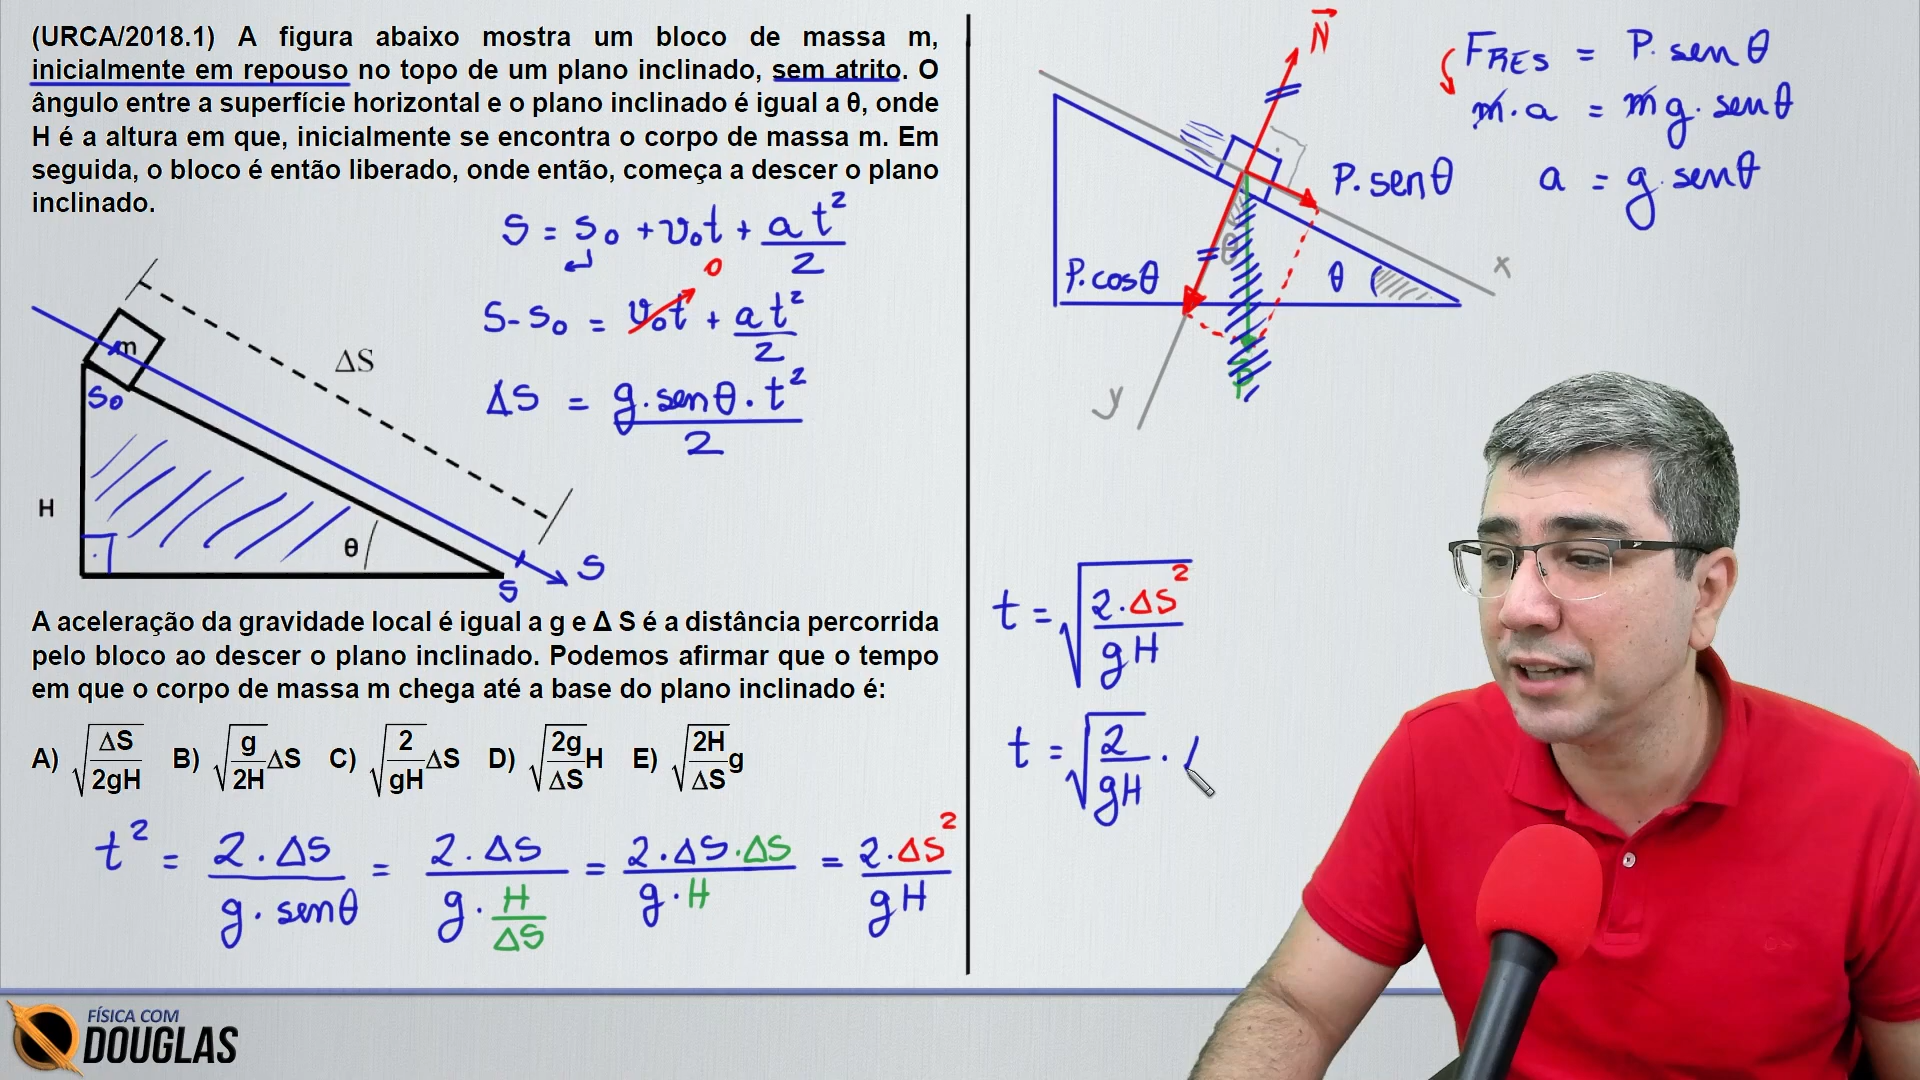 (URCA/2018.1) A figura abaixo mostra um bloco de massa m,
inicialmente em repouso no topo de um plano inclinado, sem atrito. O
ângulo entre a superfície horizontal e o plano inclinado é igual a θ, onde
H é a altura em que, inicialmente se encontra o corpo de massa m. Em
seguida, o bloco é então liberado, onde então, começa a descer o plano
inclinado.
S = S₀ + v₀t + at²/2
0
S - S₀ = v₀t + at²/2
ΔS = g.senθ.t²/2
m
ΔS
S₀
H
θ
S
S
A aceleração da gravidade local é igual a g e Δ S é a distância percorrida
pelo bloco ao descer o plano inclinado. Podemos afirmar que o tempo
em que o corpo de massa m chega até a base do plano inclinado é:
A) √(ΔS/2gH) B) √(g/2H)ΔS C) √(2/gH)ΔS D) √(2g/ΔS)H E) √(2H/ΔS)g
t² = 2.ΔS/g.senθ = 2.ΔS/(g.H/ΔS) = 2.ΔS.ΔS/g.H = 2.ΔS²/gH
N
P.senθ
P.cosθ
θ
θ
P
x
y
FRES = P.senθ
m.a = mg.senθ
a = g.senθ
t = √(2.ΔS²/gH)
t = √(2/gH) .
FÍSICA COM
DOUGLAS